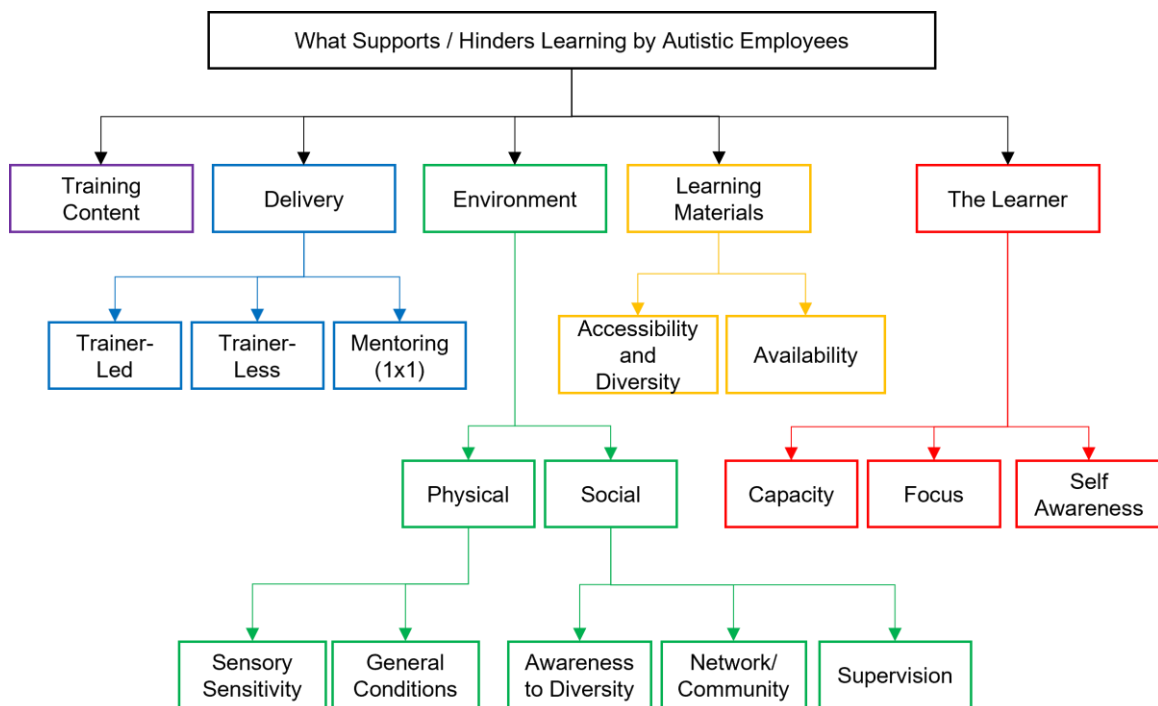 What Supports / Hinders Learning by Autistic Employees
Training
Content
Delivery
Environment
Learning
Materials
The Learner
Trainer-
Led
Trainer-
Less
Mentoring
(1x1)
Accessibility
and
Diversity
Availability
Physical
Social
Capacity
Focus
Self
Awareness
Sensory
Sensitivity
General
Conditions
Awareness
to Diversity
Network/
Community
Supervision